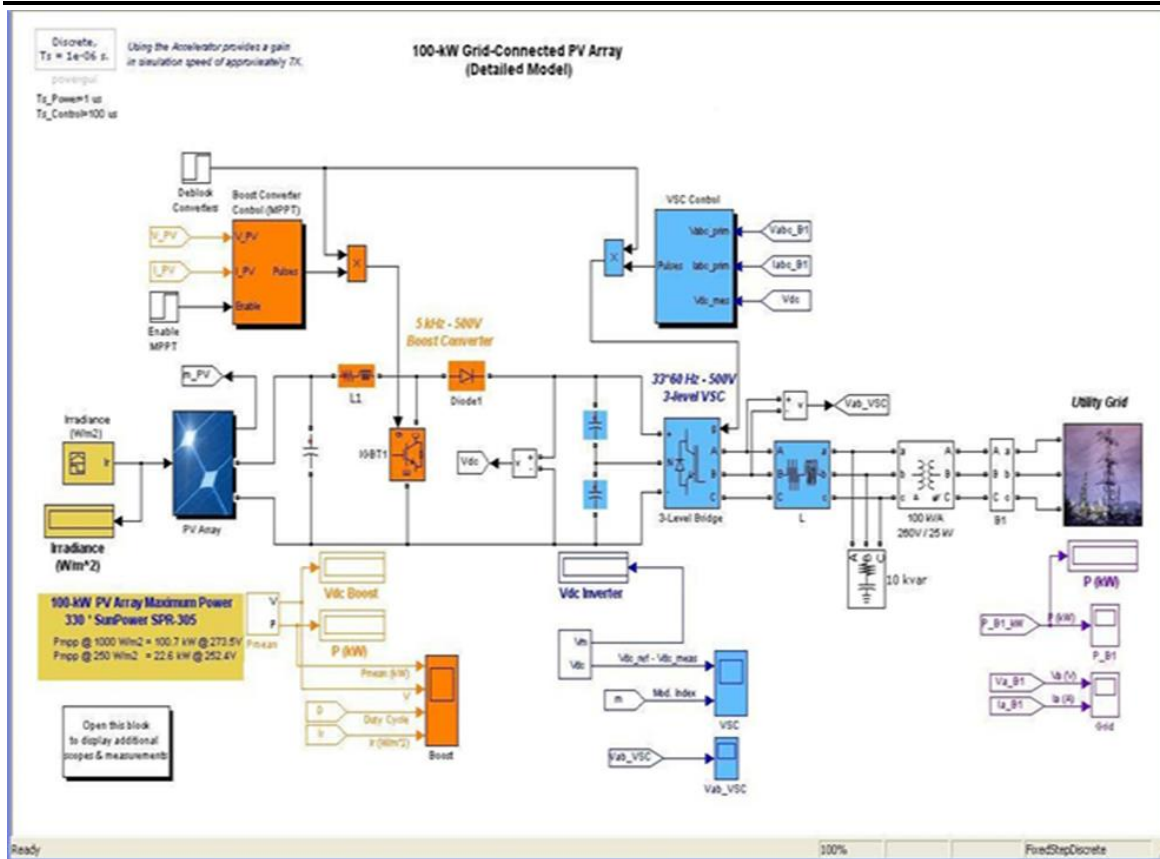 Discrete,
Ts = 1e-06 s.
powergui
Using the Accelerator provides a gain
in simulation speed of approximately 7X.
Ts_Power=1 us
Ts_Control=100 us
100-kW Grid-Connected PV Array
(Detailed Model)
Deblock
Converters
Boost Converter
Control (MPPT)
V_PV
V_PV
I_PV
I_PV
Pulses
Enable
Enable
MPPT
X
X
VSC Control
Vabc_prim
Vabc_B1
Pulses
Iabc_prim
Iabc_B1
Vdc_mes
Vdc
5 kHz - 500V
Boost Converter
m_PV
L1
Diode1
33*60 Hz - 500V
3-level VSC
Vab_VSC
Utility Grid
Irradiance
(W/m2)
Ir
IGBT1
Vdc
v
+
-
g
+
N
-
A
B
C
A
B
C
a
b
c
a
b
c
A
B
C
A
B
C
a
b
c
PV Array
3-Level Bridge
L
100 kVA
260V / 25 kV
B1
Irradiance
(W/m^2)
A B C
10 kvar
100-kW PV Array Maximum Power
330 * SunPower SPR-305
Pmpp @ 1000 W/m2 = 100.7 kW @ 273.5V
Pmpp @ 250 W/m2 = 22.6 kW @ 252.4V
V
P
Pmean
Vdc Boost
P (kW)
Pmean (kW)
V
D
Duty Cycle
Ir
Ir (W/m^2)
Boost
Vdc Inverter
Vdc
Vdc_ref - Vdc_meas
m
Mod. Index
VSC
Vab_VSC
Vab_VSC
P (kW)
P_B1_kW
P (kW)
P_B1
Va_B1
Va (V)
Ia_B1
Ia (A)
Grid
Open this block
to display additional
scopes & measurements
Ready
100%
FixedStepDiscrete